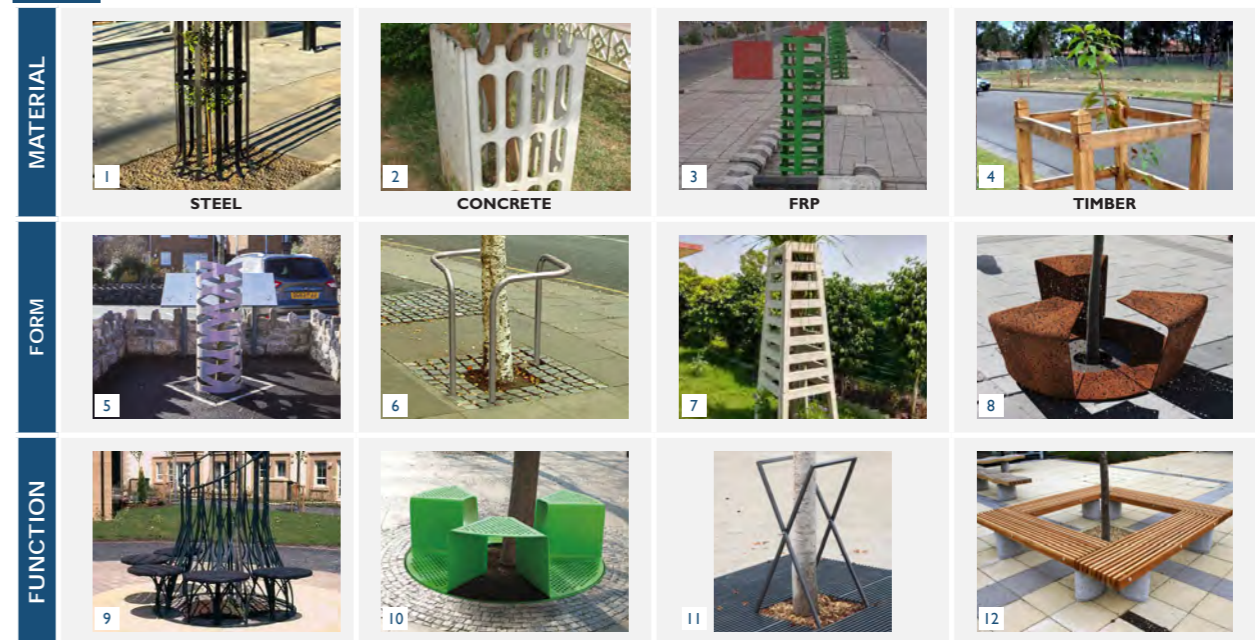 MATERIAL
1
2
3
4
STEEL
CONCRETE
FRP
TIMBER
FORM
5
6
7
8
FUNCTION
9
10
11
12